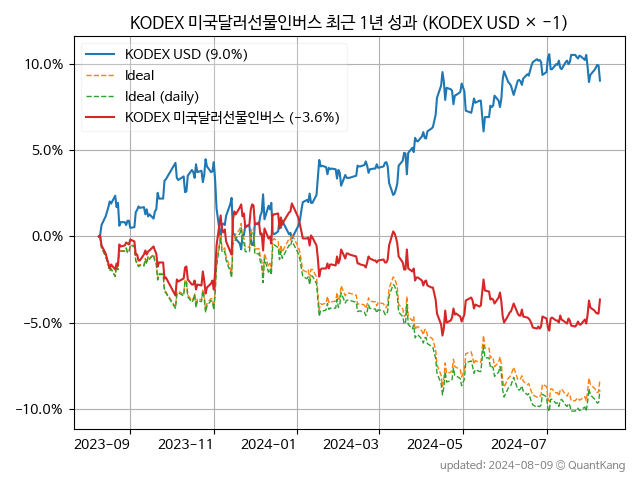 KODEX 미국달러선물인버스 최근 1년 성과 (KODEX USD × −1)
KODEX USD (9.0%)
Ideal
Ideal (daily)
KODEX 미국달러선물인버스 (−3.6%)
10.0%
5.0%
0.0%
−5.0%
−10.0%
2023-09 2023-11 2024-01 2024-03 2024-05 2024-07
updated: 2024-08-09 © QuantKang